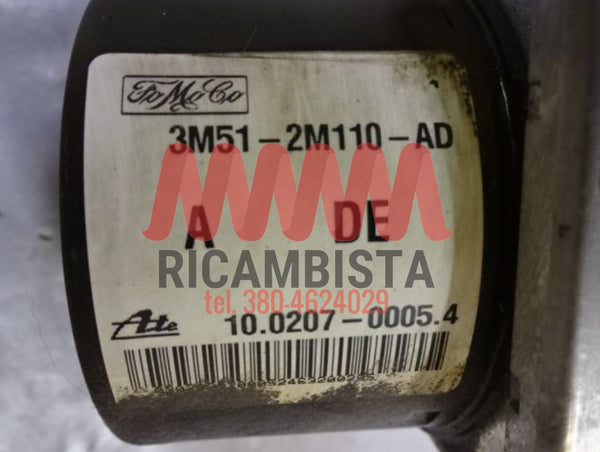 FoMoCo
3M51-2M110-AD
A DE
RICAMBISTA
tel. 380-4624029
Ate 10.0207-0005.4